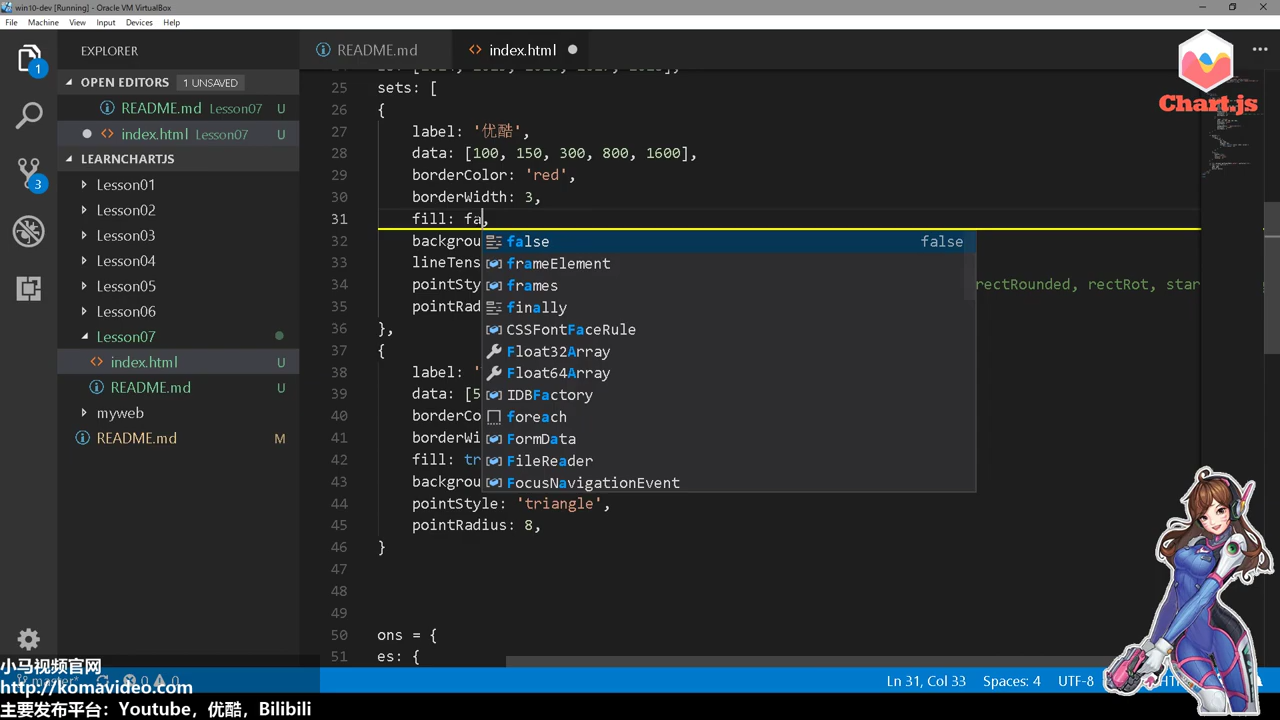 win10-dev [Running] - Oracle VM VirtualBox
File Machine View Input Devices Help
EXPLORER
README.md
index.html
Chart.js
OPEN EDITORS 1 UNSAVED
README.md Lesson07 U
index.html Lesson07 U
LEARNCHARTJS
Lesson01
Lesson02
Lesson03
Lesson04
Lesson05
Lesson06
Lesson07
index.html U
README.md U
myweb
README.md M
1
3
25 sets: [
26 {
27 label: '优酷',
28 data: [100, 150, 300, 800, 1600],
29 borderColor: 'red',
30 borderWidth: 3,
31 fill: fa,
32 backgrou
33 lineTens
34 pointSty rectRounded, rectRot, star
35 pointRad
36 },
37 {
38 label: '
39 data: [5
40 borderCo
41 borderWi
42 fill: tr
43 backgrou
44 pointStyle: 'triangle',
45 pointRadius: 8,
46 }
47
48
49
50 ons = {
51 es: {
false false
frameElement
frames
finally
CSSFontFaceRule
Float32Array
Float64Array
IDBFactory
foreach
FormData
FileReader
FocusNavigationEvent
master* 0 0
Ln 31, Col 33 Spaces: 4 UTF-8
小马视频官网
http://komavideo.com
主要发布平台：Youtube，优酷，Bilibili